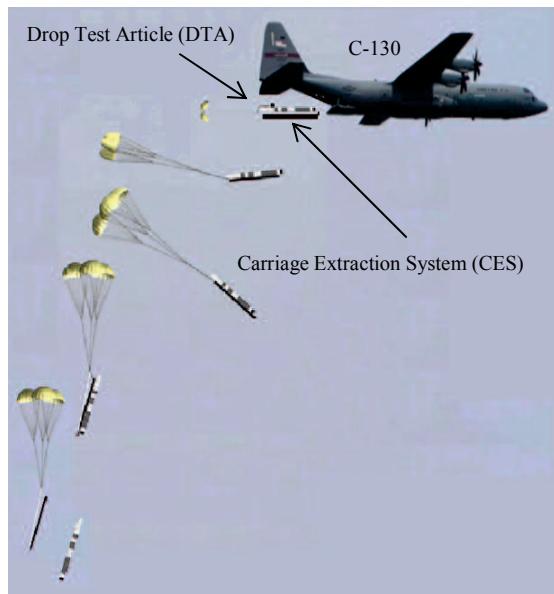 Drop Test Article (DTA)
C-130
Carriage Extraction System (CES)